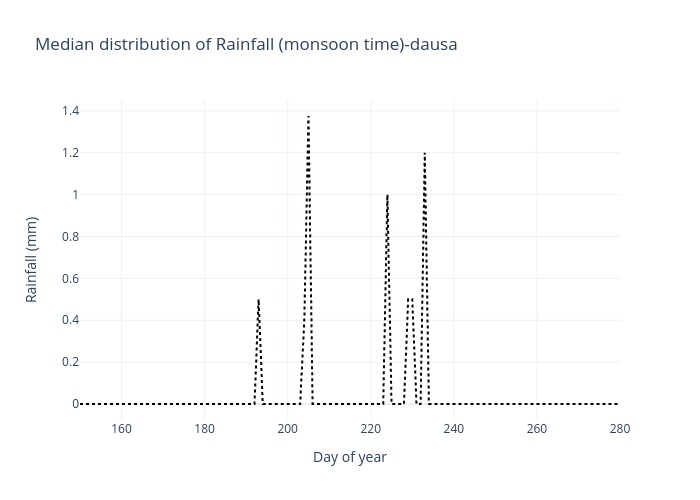 Median distribution of Rainfall (monsoon time)-dausa
1.4
1.2
1
0.8
0.6
0.4
0.2
0
Rainfall (mm)
160 180 200 220 240 260 280
Day of year